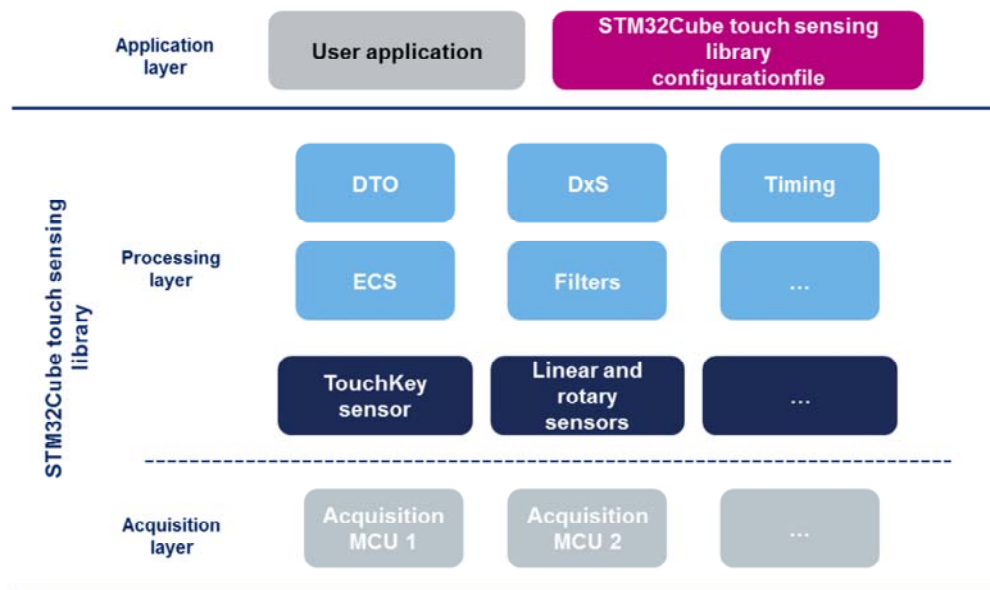 Application
layer
User application
STM32Cube touch sensing
library
configurationfile
STM32Cube touch sensing
library
Processing
layer
DTO
DxS
Timing
ECS
Filters
...
TouchKey
sensor
Linear and
rotary
sensors
...
Acquisition
layer
Acquisition
MCU 1
Acquisition
MCU 2
...